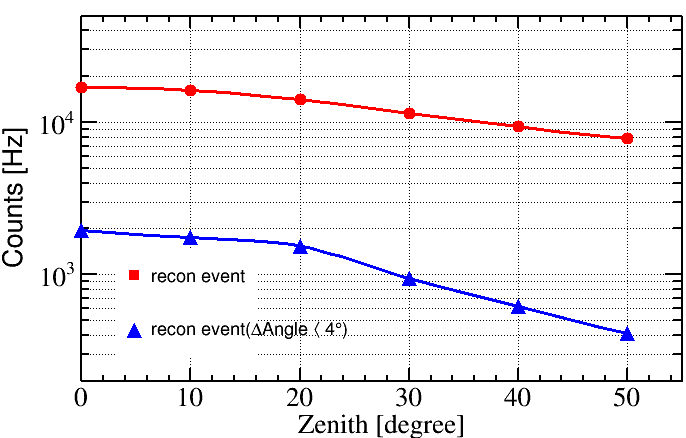 Counts [Hz]
10⁴
10³
recon event
recon event(ΔAngle < 4°)
0 10 20 30 40 50
Zenith [degree]